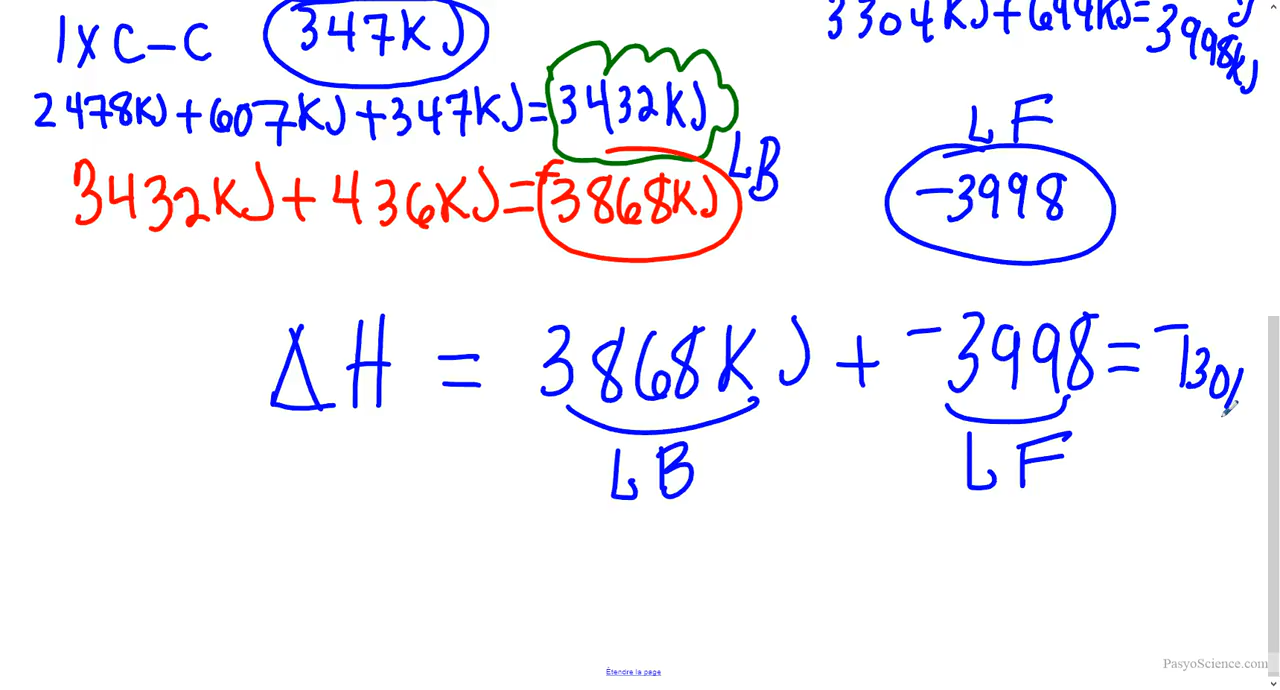 1 X C-C 347KJ
3304KJ+694KJ=3998KJ
2478KJ+607KJ+347KJ=3432KJ
LB
LF
3432KJ+436KJ=+3868KJ
-3998
ΔH = 3868KJ + -3998 = -130
LB LF
Étendre la page
PasyoScience.com